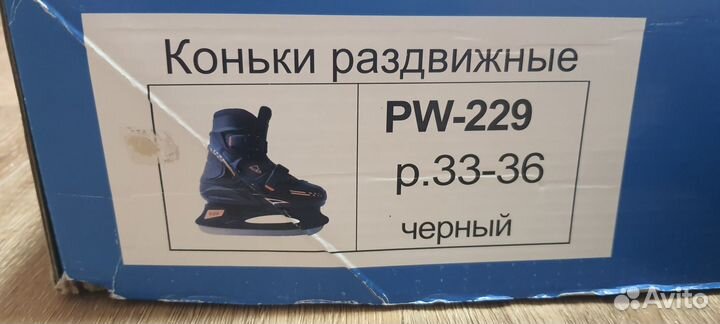 Коньки раздвижные
PW-229
р.33-36
черный
Avito